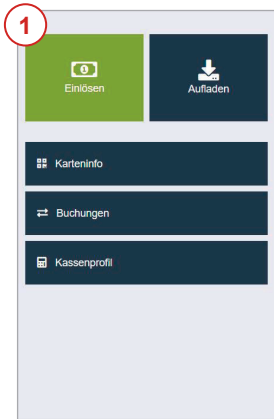 1
Einlösen
Aufladen
Karteninfo
Buchungen
Kassenprofil